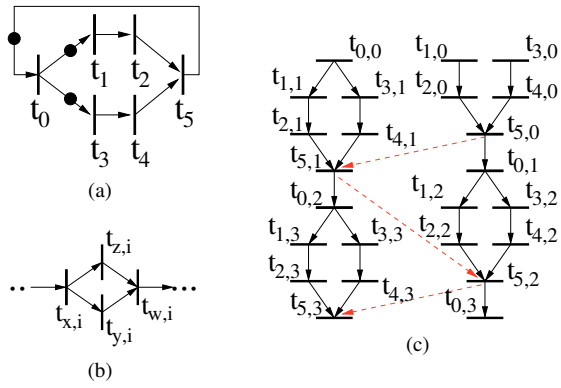 t0
t1
t2
t3
t4
t5
(a)
tz,i
tx,i
ty,i
tw,i
(b)
t0,0
t1,0
t3,0
t1,1
t3,1
t2,0
t4,0
t2,1
t4,1
t5,0
t5,1
t0,1
t0,2
t1,2
t3,2
t1,3
t3,3
t2,2
t4,2
t2,3
t4,3
t5,2
t5,3
t0,3
(c)